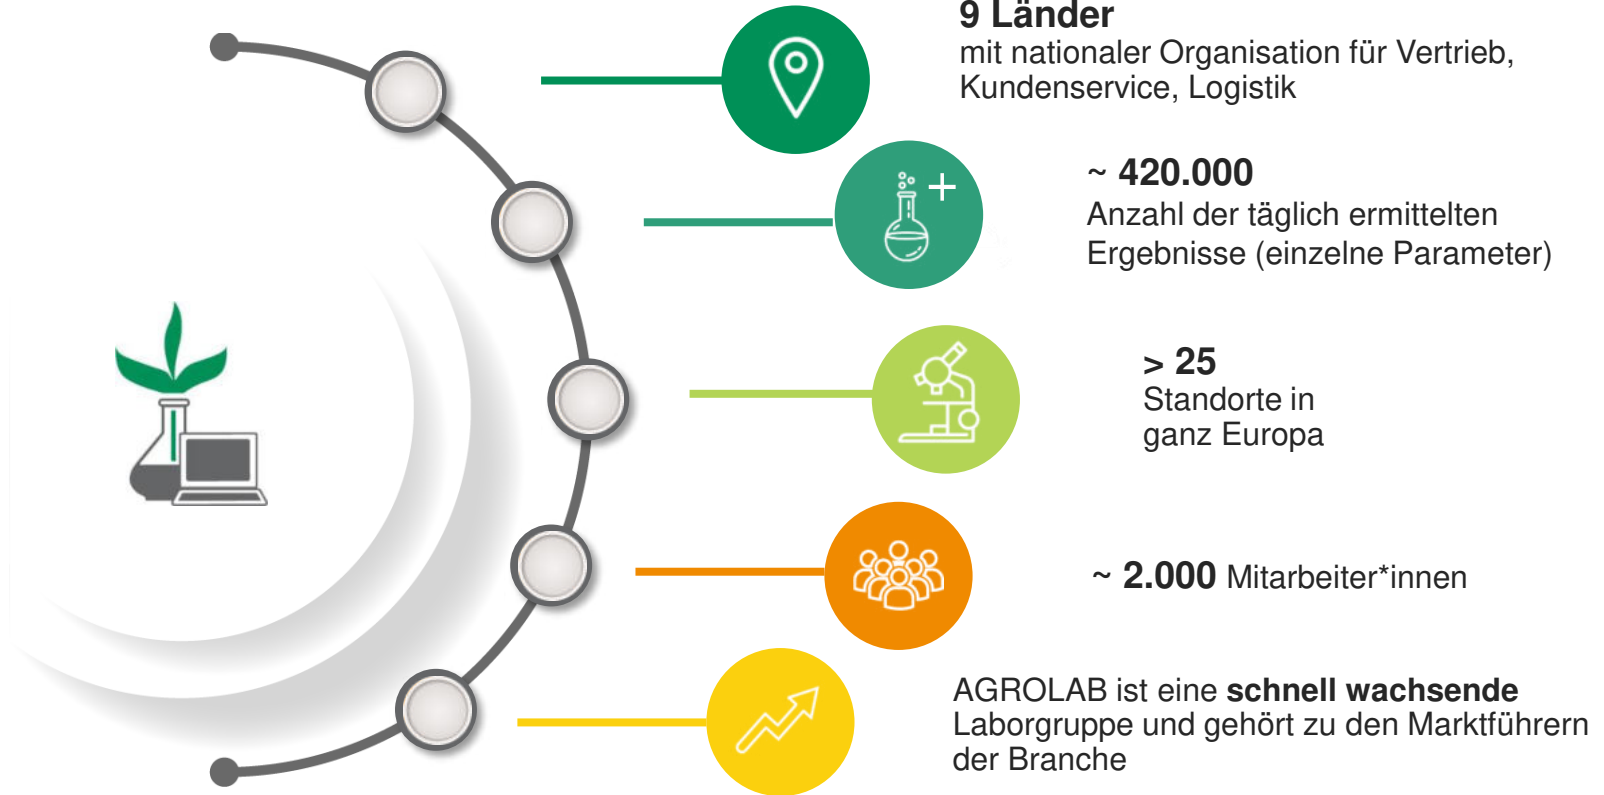 9 Länder
mit nationaler Organisation für Vertrieb,
Kundenservice, Logistik
~ 420.000
Anzahl der täglich ermittelten
Ergebnisse (einzelne Parameter)
> 25
Standorte in
ganz Europa
~ 2.000 Mitarbeiter*innen
AGROLAB ist eine schnell wachsende
Laborgruppe und gehört zu den Marktführern
der Branche